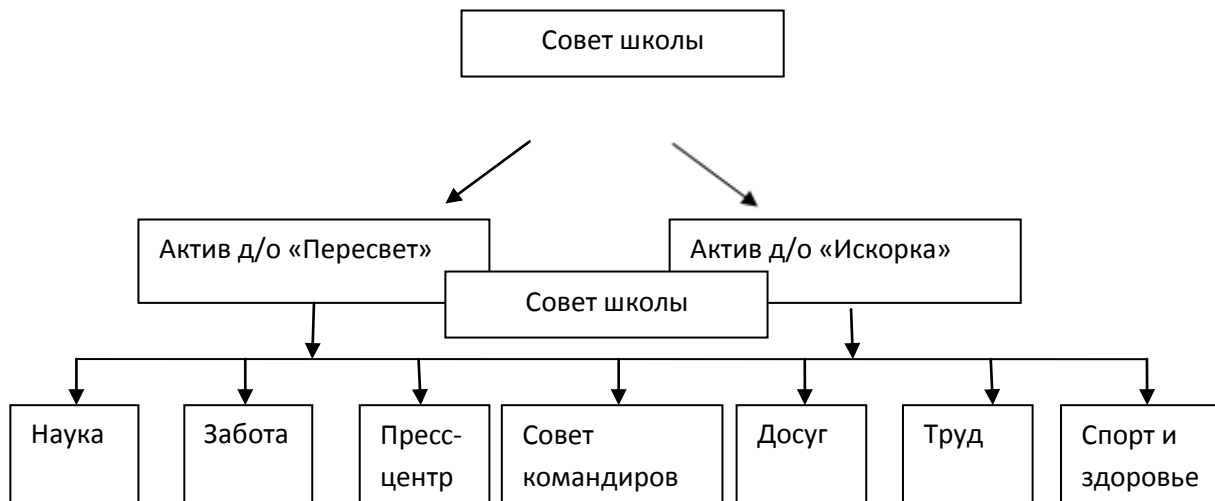 Совет школы
Актив д/о «Пересвет»
Актив д/о «Искорка»
Совет школы
Наука
Забота
Пресс-
центр
Совет
командиров
Досуг
Труд
Спорт и
здоровье